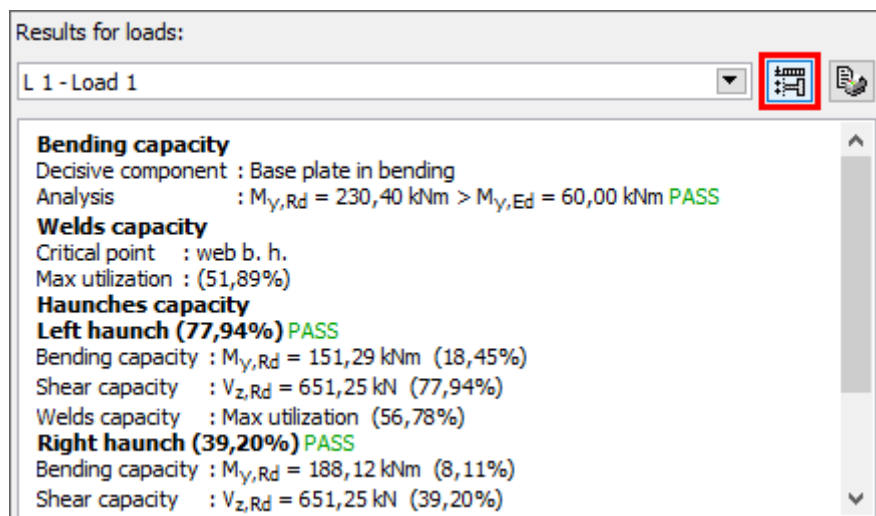 Results for loads:
L 1 - Load 1
Bending capacity
Decisive component : Base plate in bending
Analysis : My,Rd = 230,40 kNm > My,Ed = 60,00 kNm PASS
Welds capacity
Critical point : web b. h.
Max utilization : (51,89%)
Haunches capacity
Left haunch (77,94%) PASS
Bending capacity : My,Rd = 151,29 kNm (18,45%)
Shear capacity : Vz,Rd = 651,25 kN (77,94%)
Welds capacity : Max utilization (56,78%)
Right haunch (39,20%) PASS
Bending capacity : My,Rd = 188,12 kNm (8,11%)
Shear capacity : Vz,Rd = 651,25 kN (39,20%)